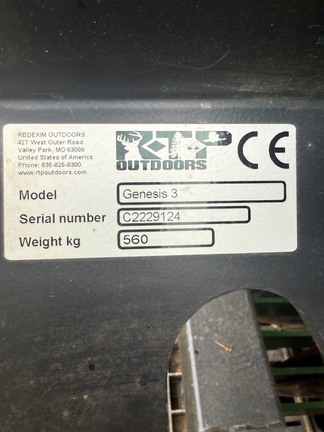 REDEXIM OUTDOORS
427 West Outer Road
Valley Park, MO 63088
United States of America
Phone: 636-825-8300
www.rtpoutdoors.com
RTP
OUTDOORS
CE
Model Genesis 3
Serial number C2229124
Weight kg 560